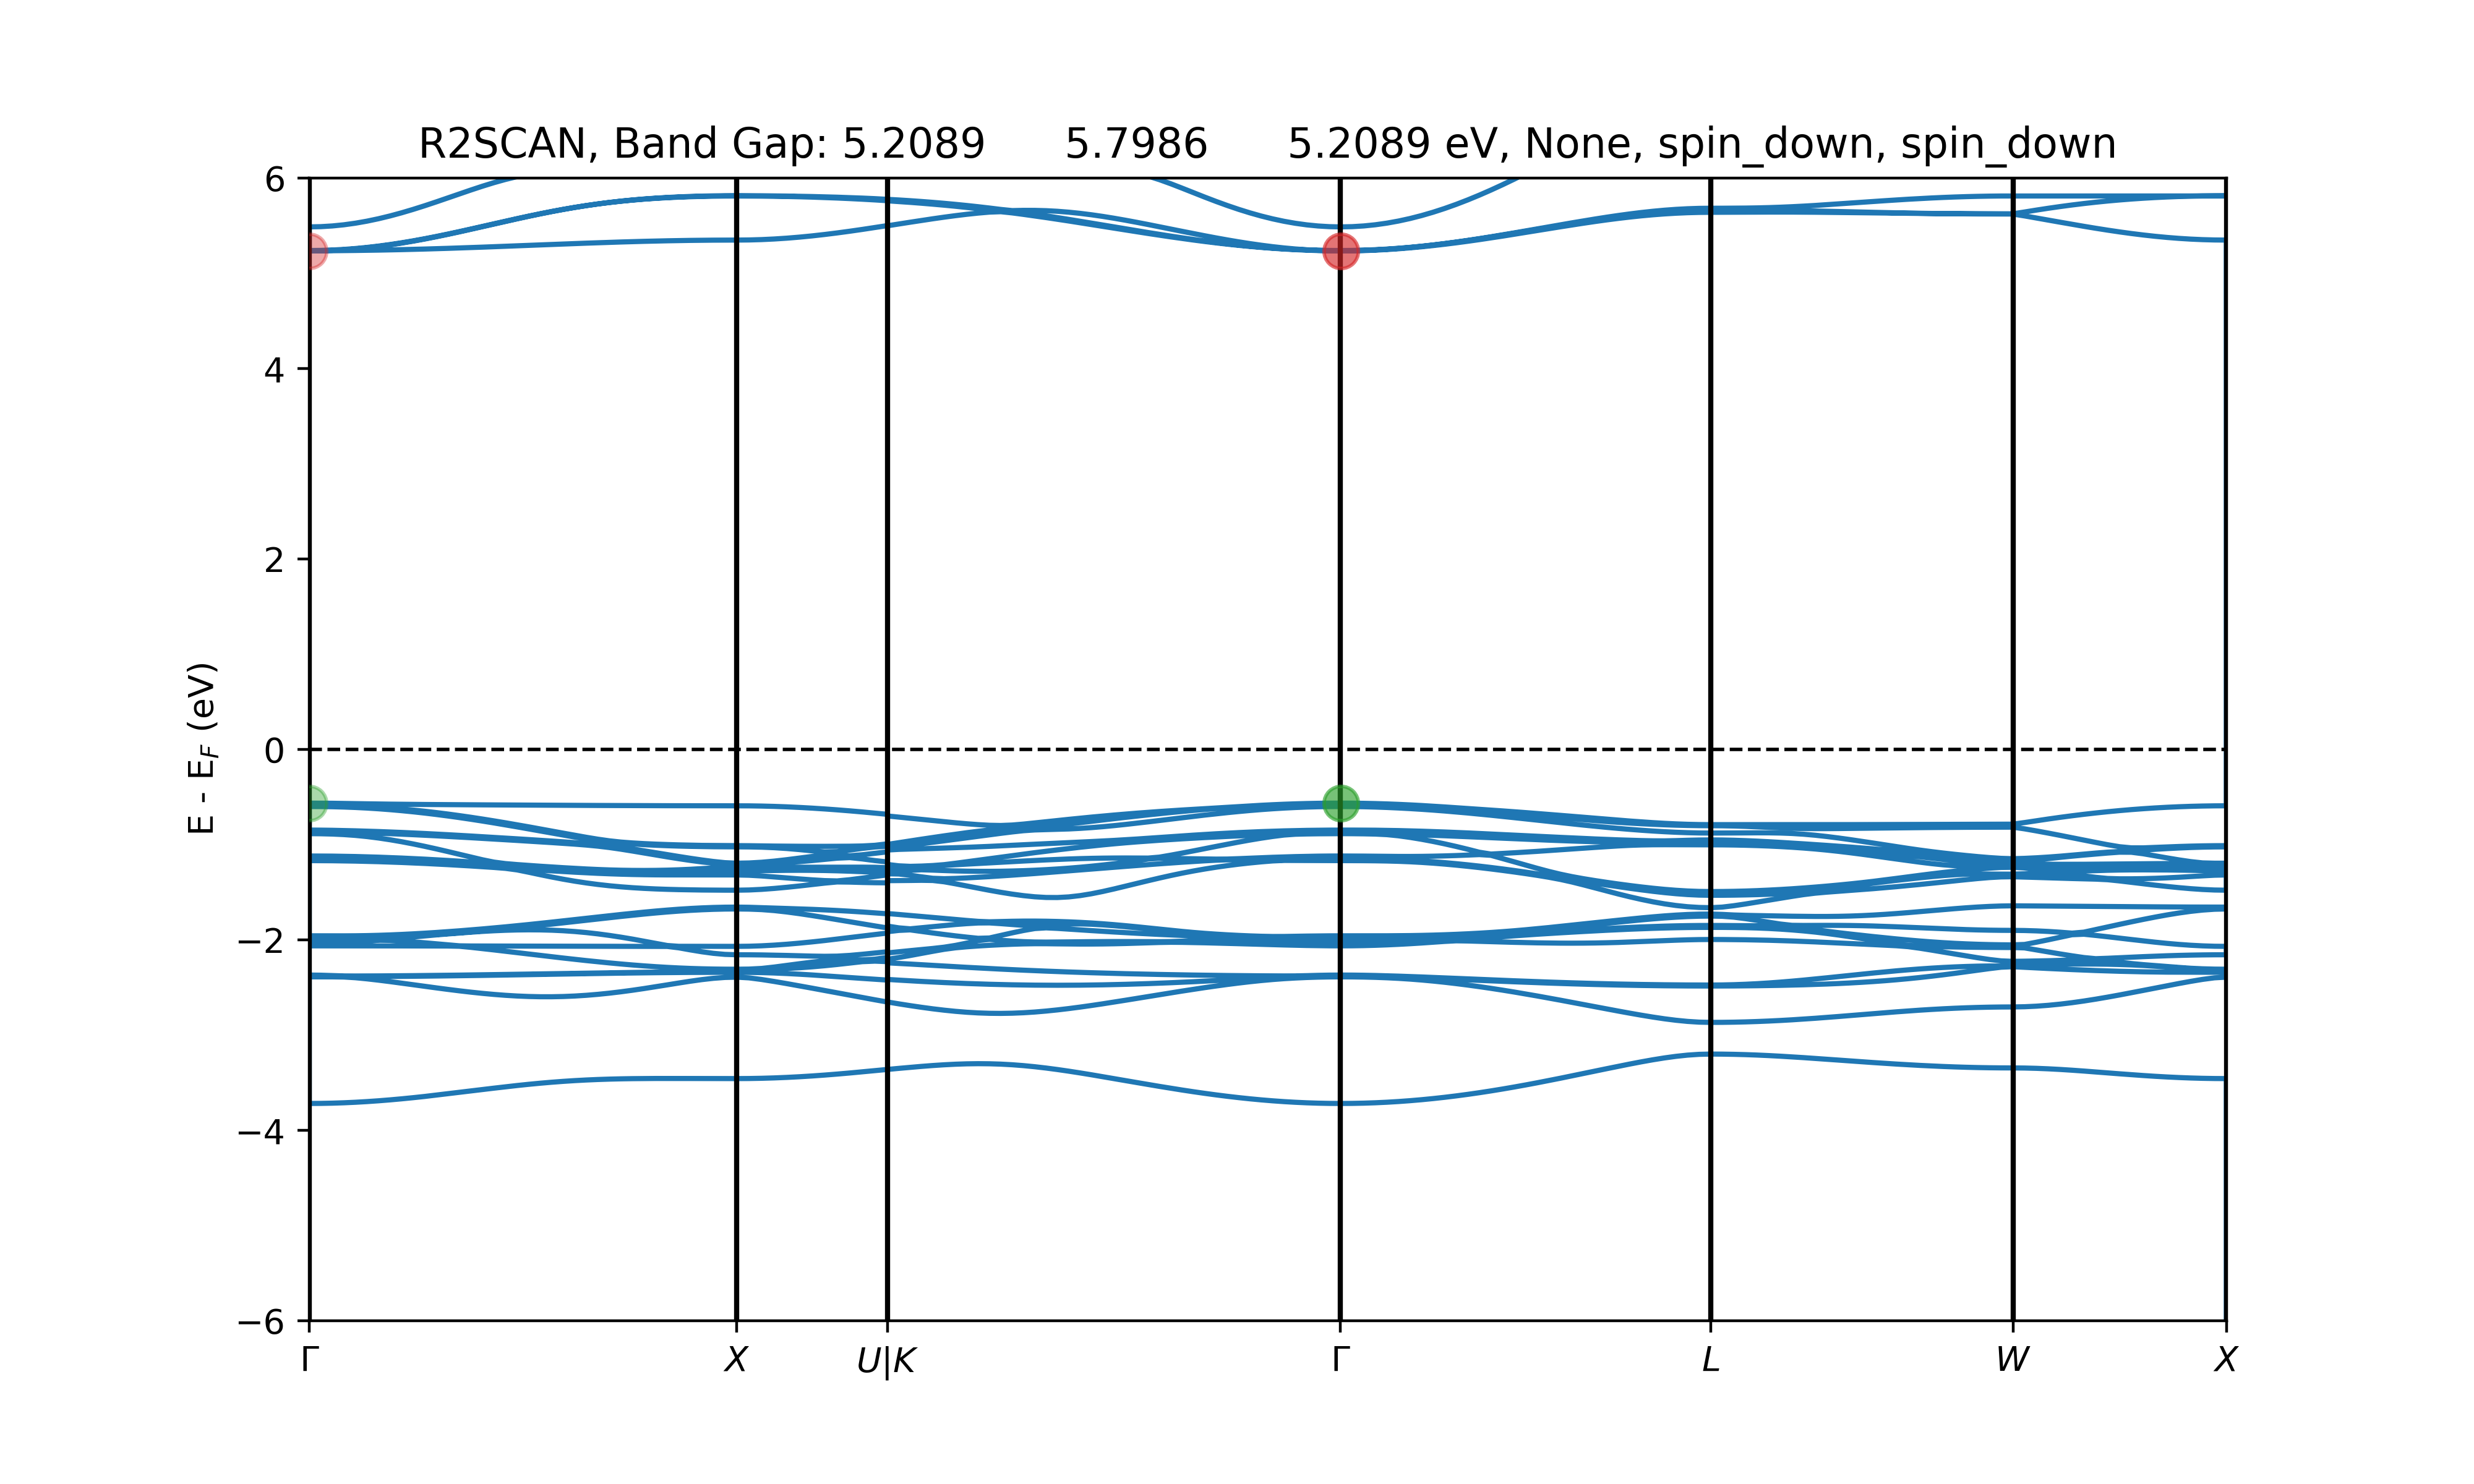 R2SCAN, Band Gap: 5.2089 5.7986 5.2089 eV, None, spin_down, spin_down
6
4
2
0
−2
−4
−6
E - E_F (eV)
Γ X U|K Γ L W X